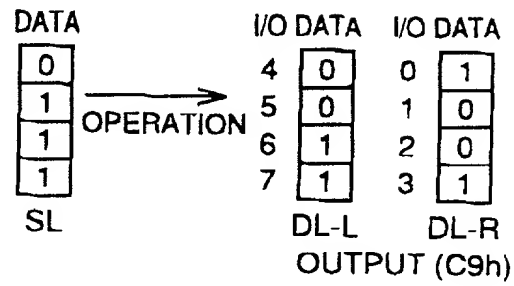 DATA I/O DATA I/O DATA
0 4 0 0 1
1 5 0 1 0
OPERATION
1 6 1 2 0
1 7 1 3 1
SL DL-L DL-R
OUTPUT (C9h)